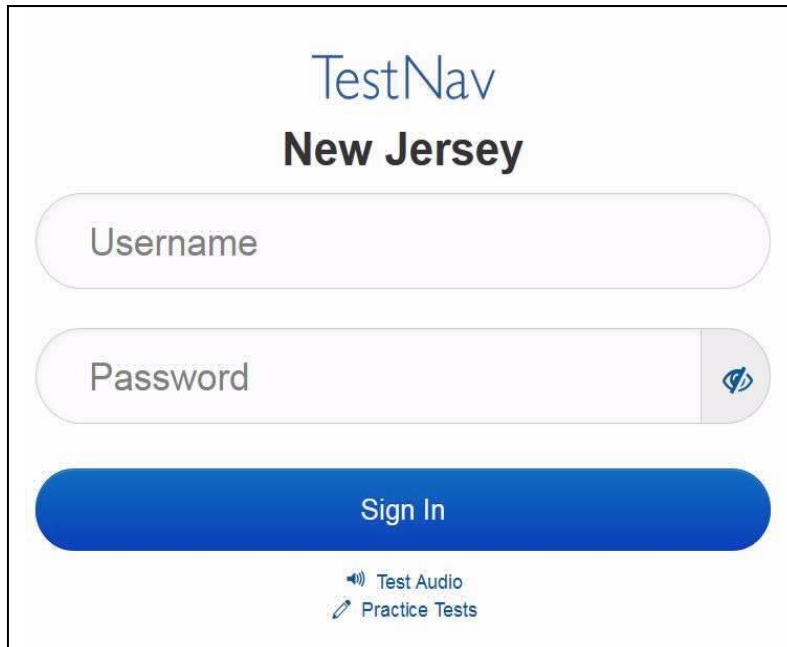 TestNav
New Jersey
Username
Password
Sign In
Test Audio
Practice Tests